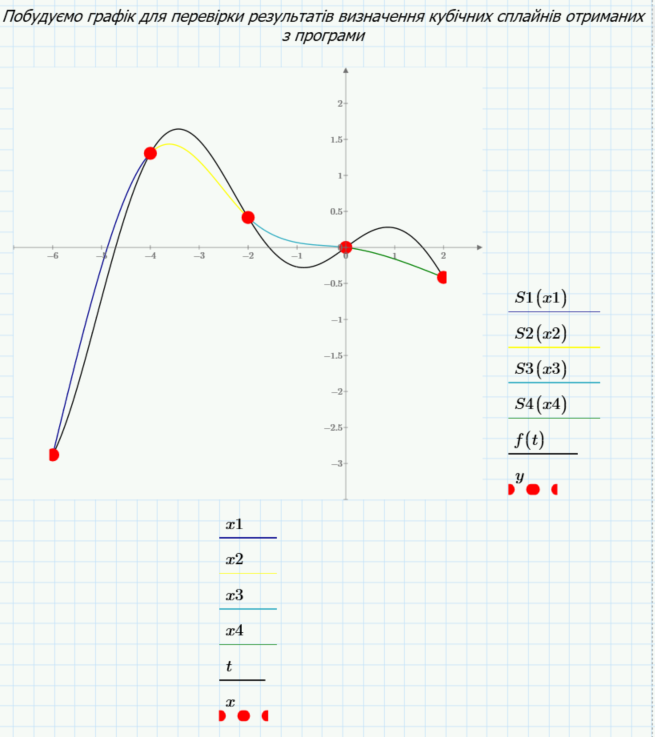 Побудуємо графік для перевірки результатів визначення кубічних сплайнів отриманих
з програми
2
1.5
1
0.5
−6 −5 −4 −3 −2 −1 0 1 2
−0.5
−1
−1.5
−2
−2.5
−3
S1(x1)
S2(x2)
S3(x3)
S4(x4)
f(t)
y
x1
x2
x3
x4
t
x